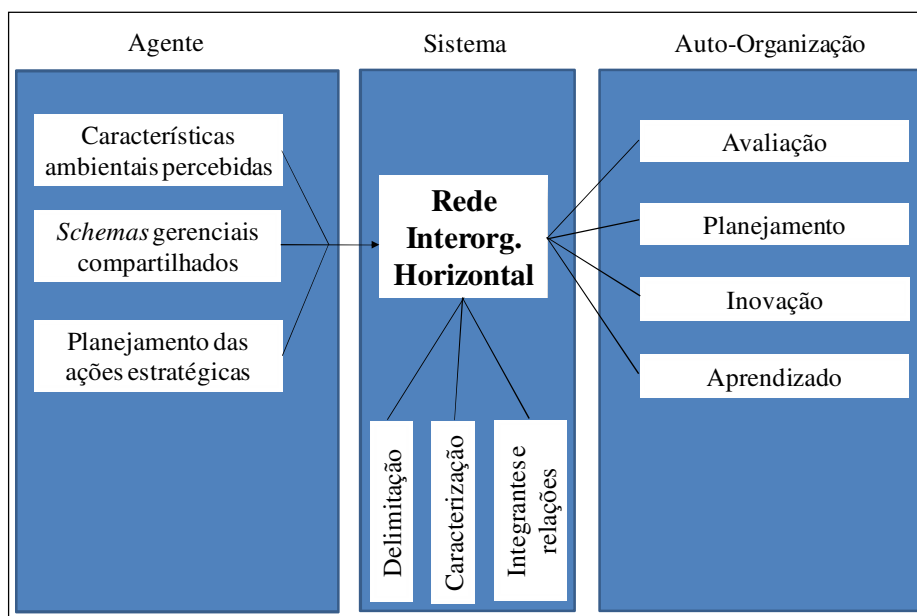 Agente
Sistema
Auto-Organização
Características
ambientais percebidas
Schemas gerenciais
compartilhados
Planejamento das
ações estratégicas
Rede
Interorg.
Horizontal
Delimitação
Caracterização
Integrantes e
relações
Avaliação
Planejamento
Inovação
Aprendizado